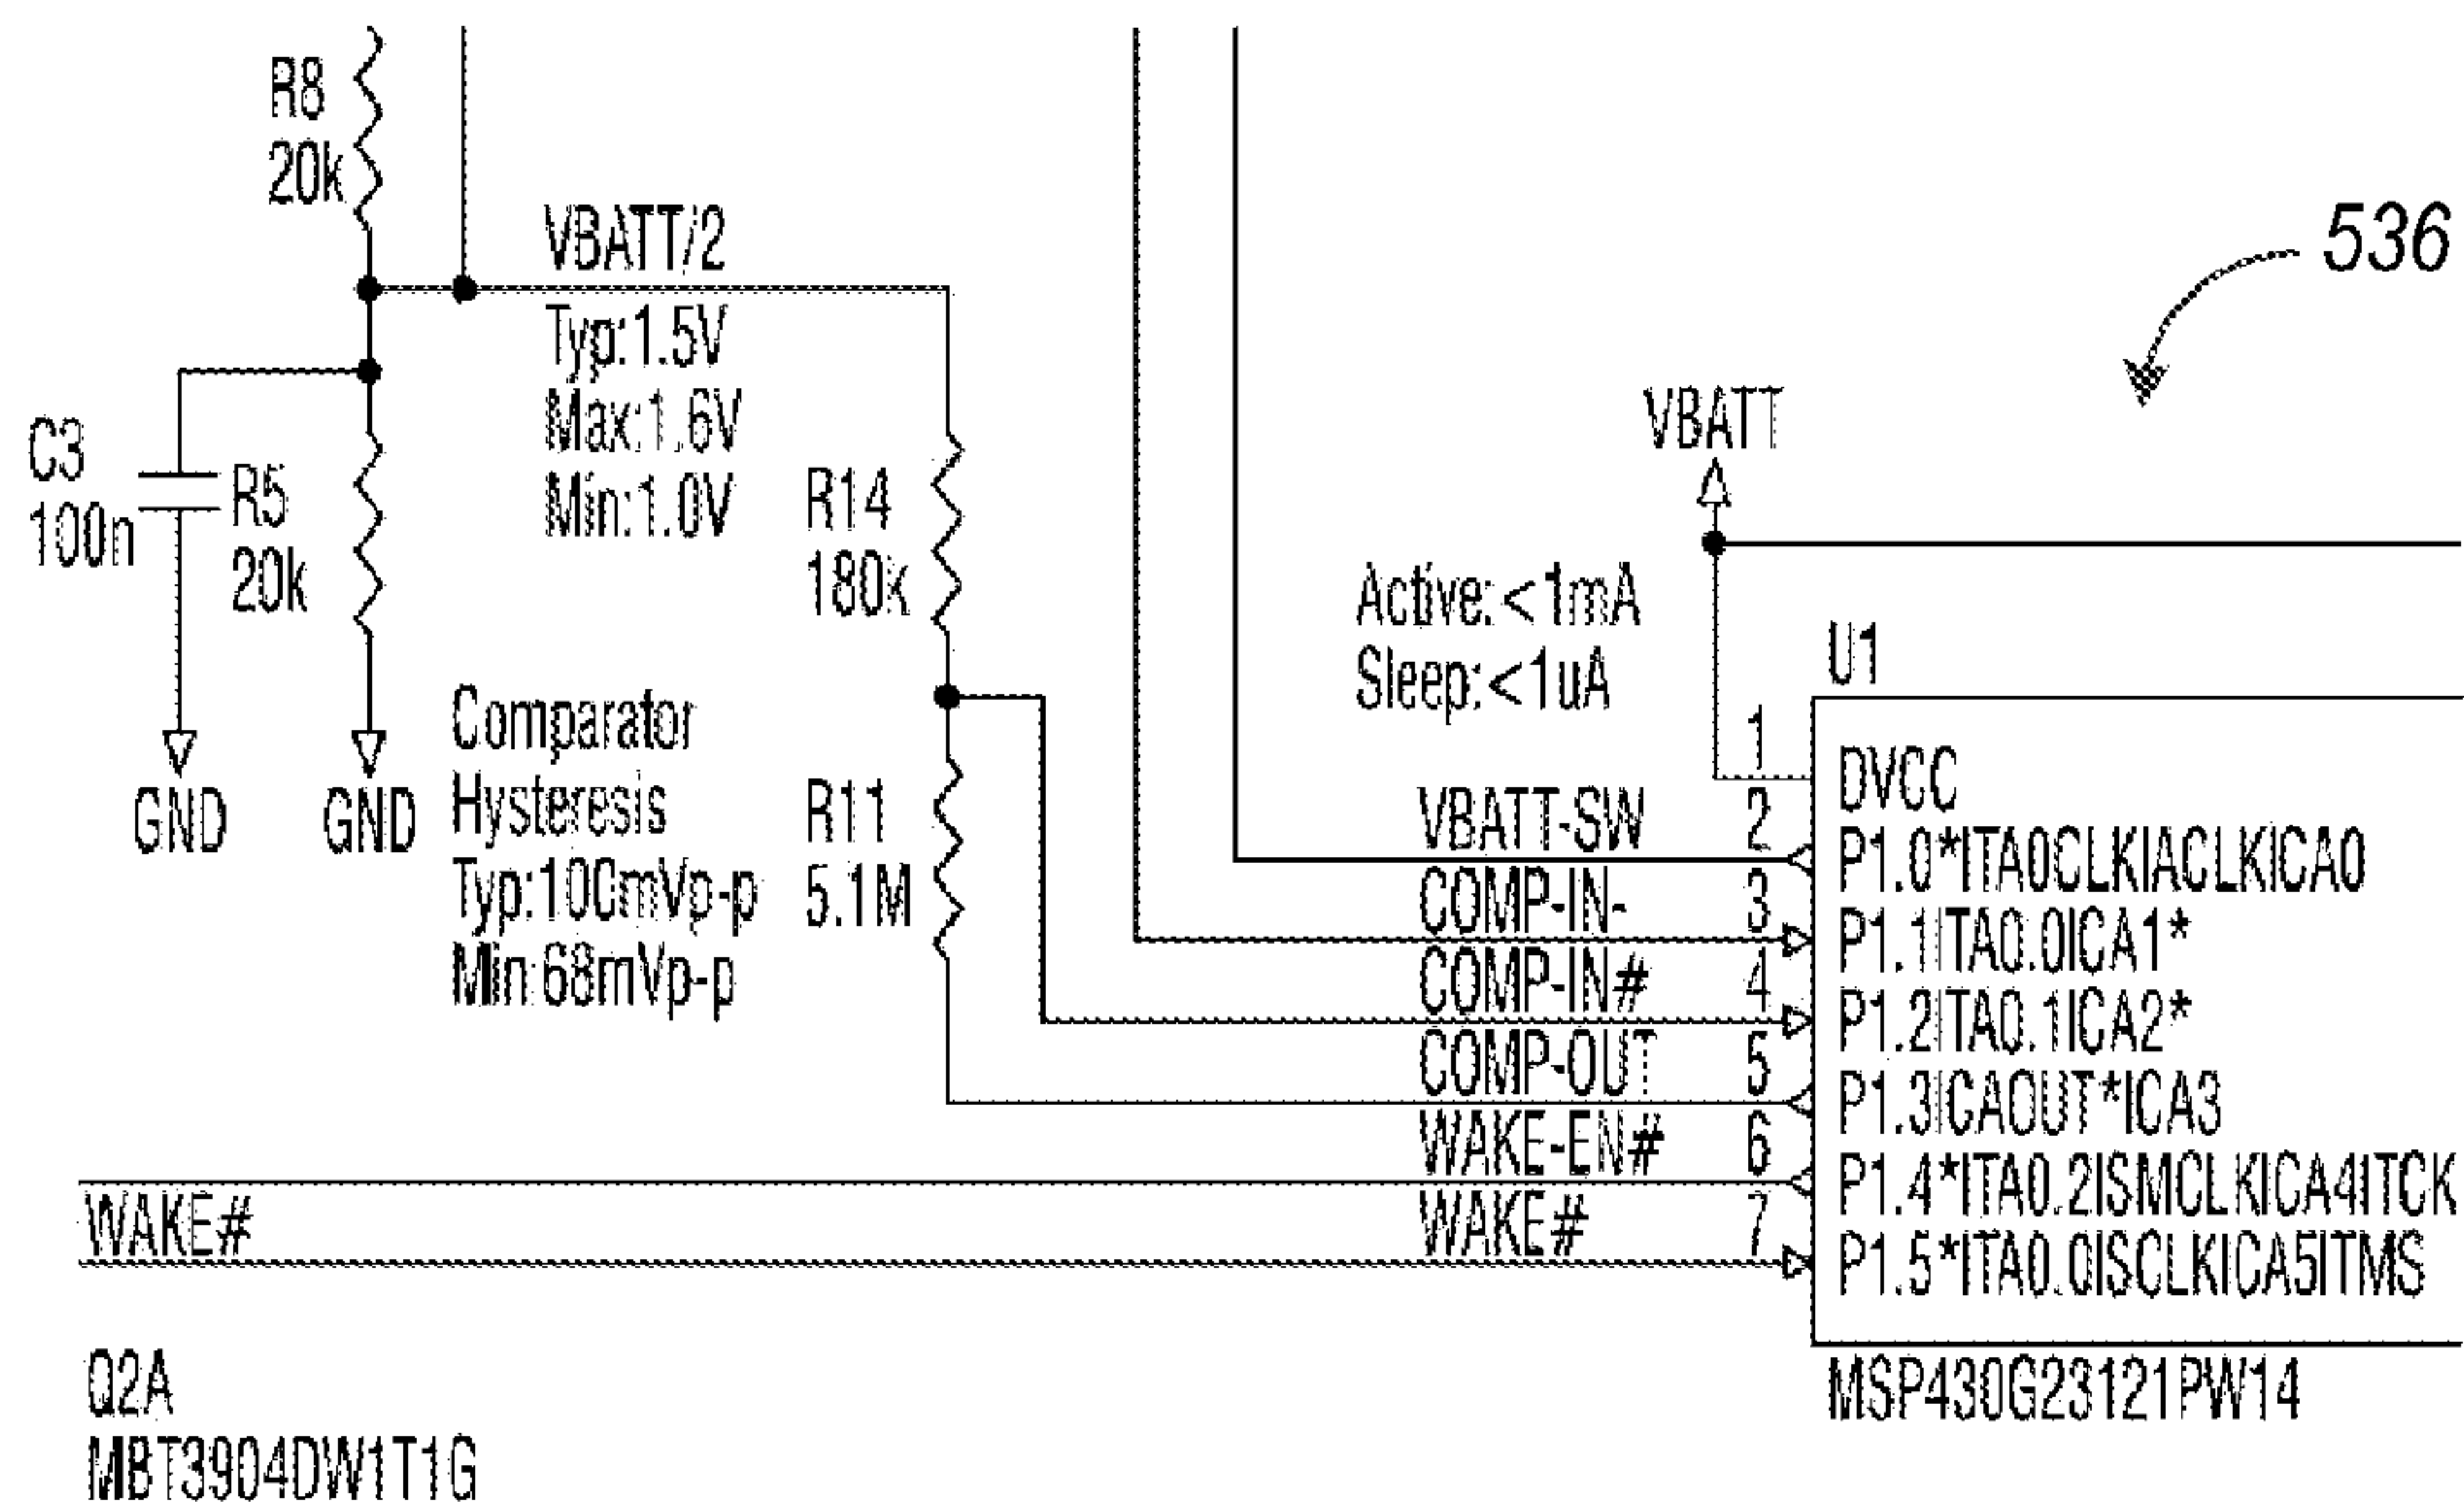 R8
20k
VBATT/2
Typ:1.5V
Max:1.6V
Min:1.0V
536
C3
100n
R5
20k
R14
180k
VBATT
Active:<1mA
Sleep:<1uA
U1
GND
GND
Comparator
Hysteresis
Typ:100mVp-p
Min:68mVp-p
R11
5.1M
1
DVCC
VBATT-SW 2 P1.0*ITA0CLKIACLKICA0
COMP-IN- 3 P1.1ITA0.0ICA1*
COMP-IN# 4 P1.2ITA0.1ICA2*
COMP-OUT 5 P1.3ICAOUT*ICA3
WAKE-EN# 6 P1.4*ITA0.2ISMCLKICA4ITCK
WAKE#
WAKE# 7 P1.5*ITA0.0ISCLKICA5ITMS
Q2A
MBT3904DW1T1G
MSP430G23121PW14